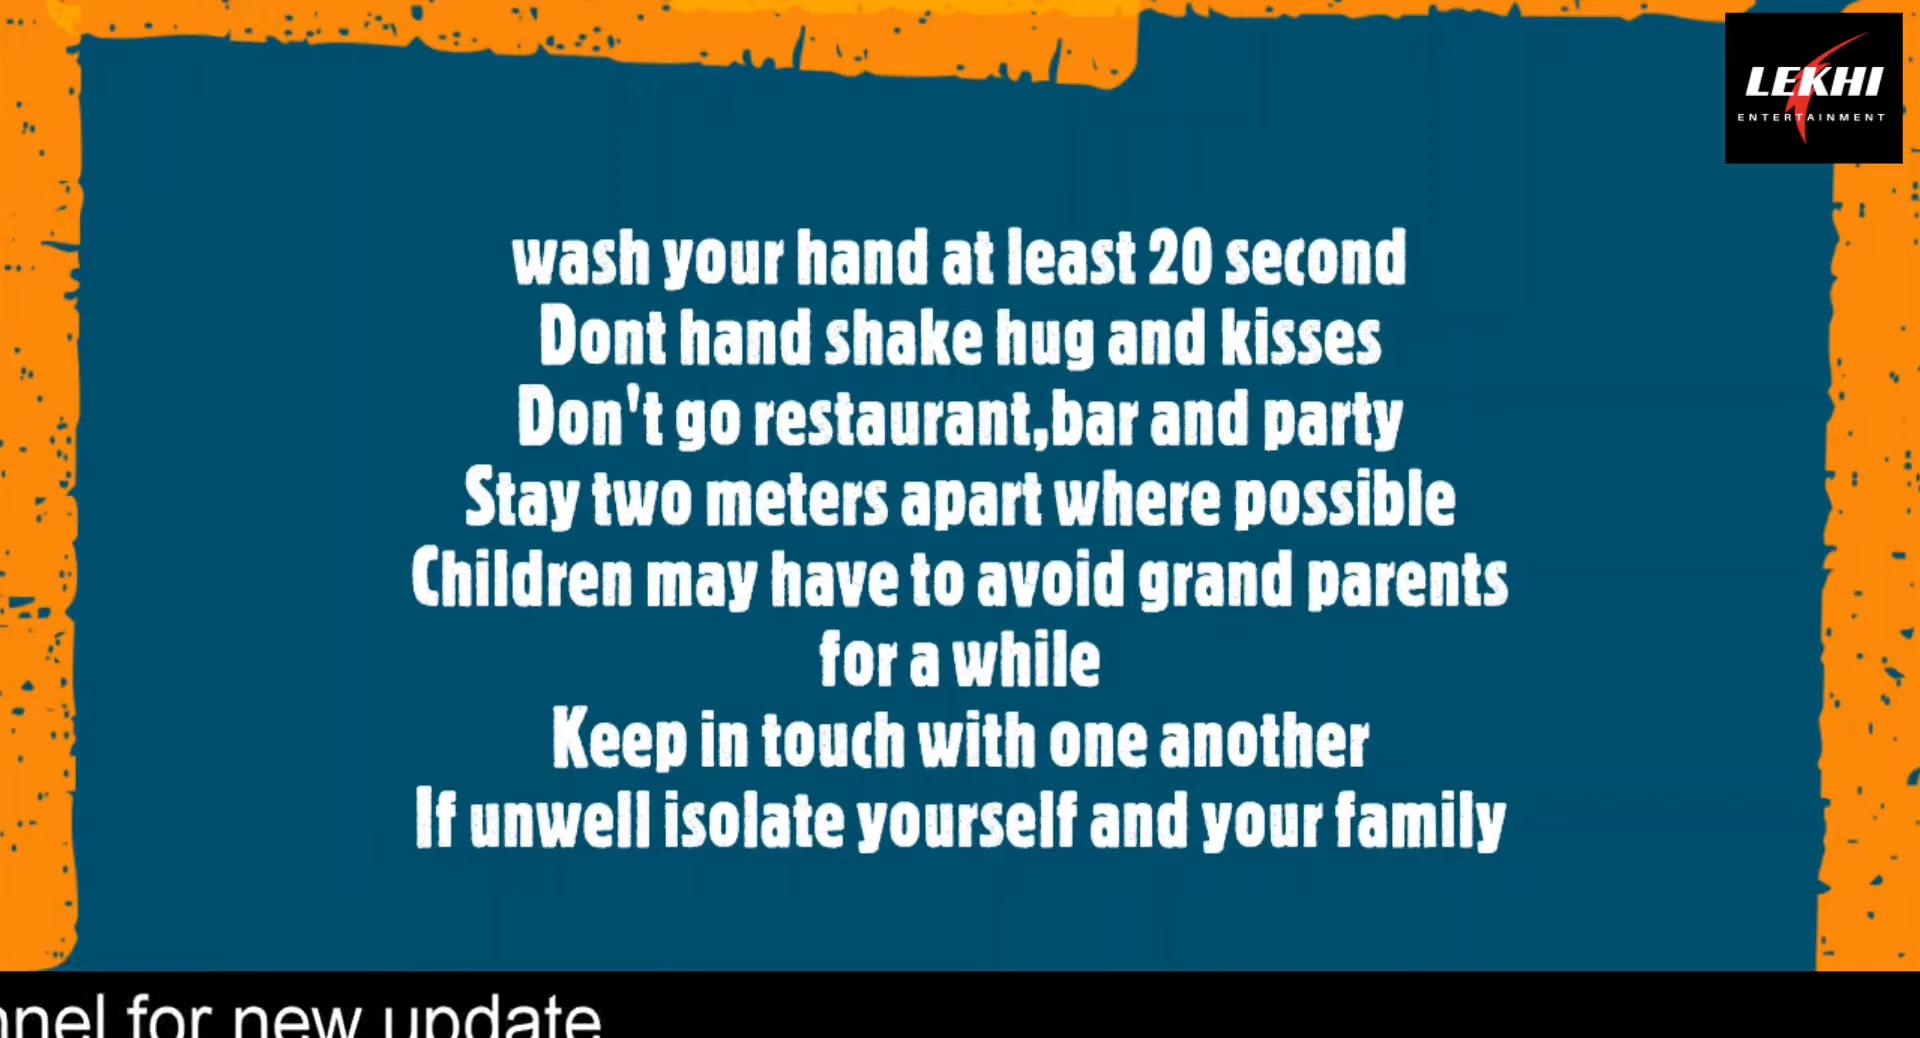 LEKHI
ENTERTAINMENT
wash your hand at least 20 second
Dont hand shake hug and kisses
Don't go restaurant,bar and party
Stay two meters apart where possible
Children may have to avoid grand parents
for a while
Keep in touch with one another
If unwell isolate yourself and your family
for new update